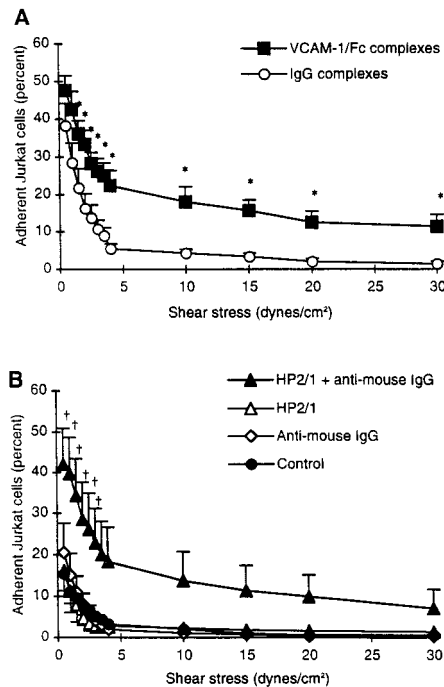 A
VCAM-1/Fc complexes
IgG complexes
Adherent Jurkat cells (percent)
60
50
40
30
20
10
0
* * * * * * * * * *
0 5 10 15 20 25 30
Shear stress (dynes/cm²)
B
HP2/1 + anti-mouse IgG
HP2/1
Anti-mouse IgG
Control
Adherent Jurkat cells (percent)
60
50
40
30
20
10
0
† † † † †
0 5 10 15 20 25 30
Shear stress (dynes/cm²)